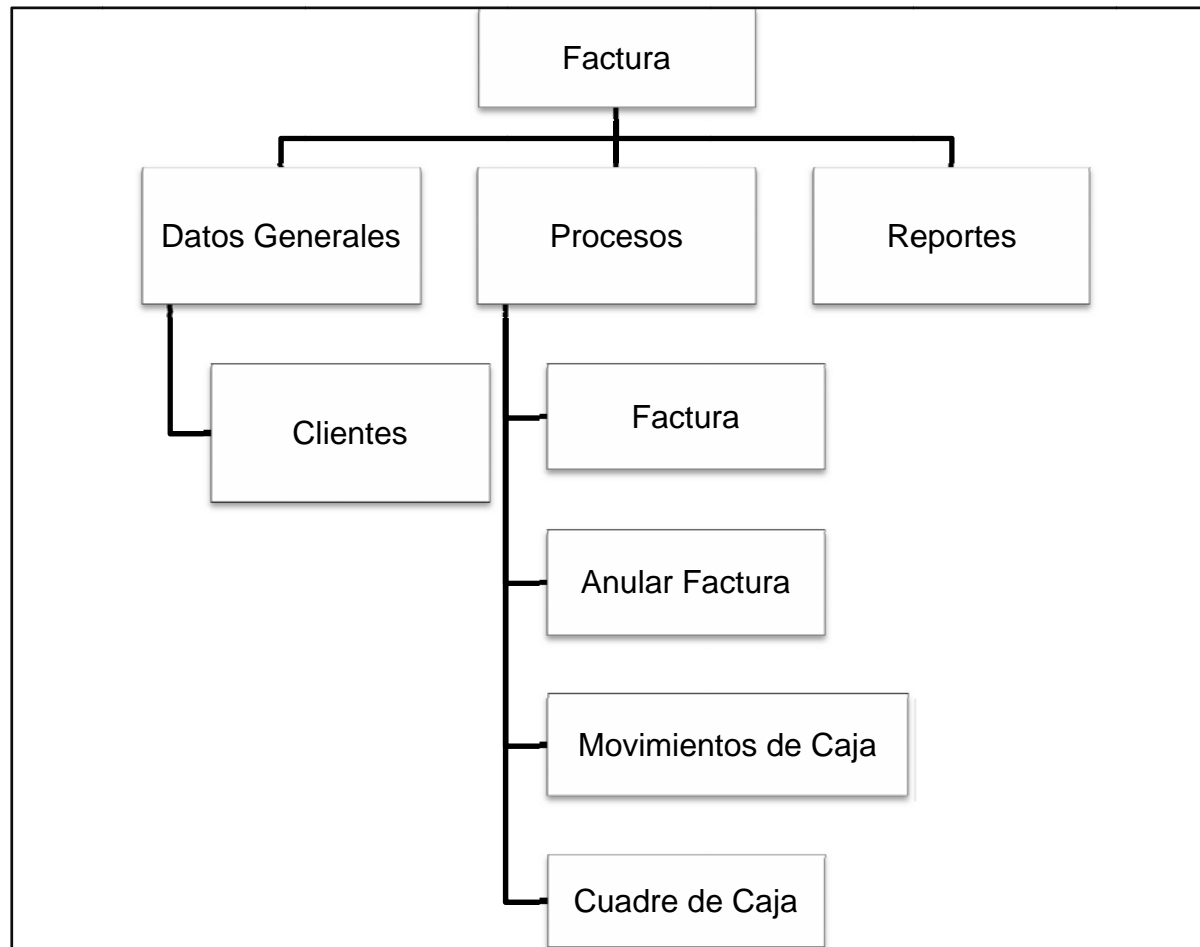 Factura
Datos Generales
Procesos
Reportes
Clientes
Factura
Anular Factura
Movimientos de Caja
Cuadre de Caja